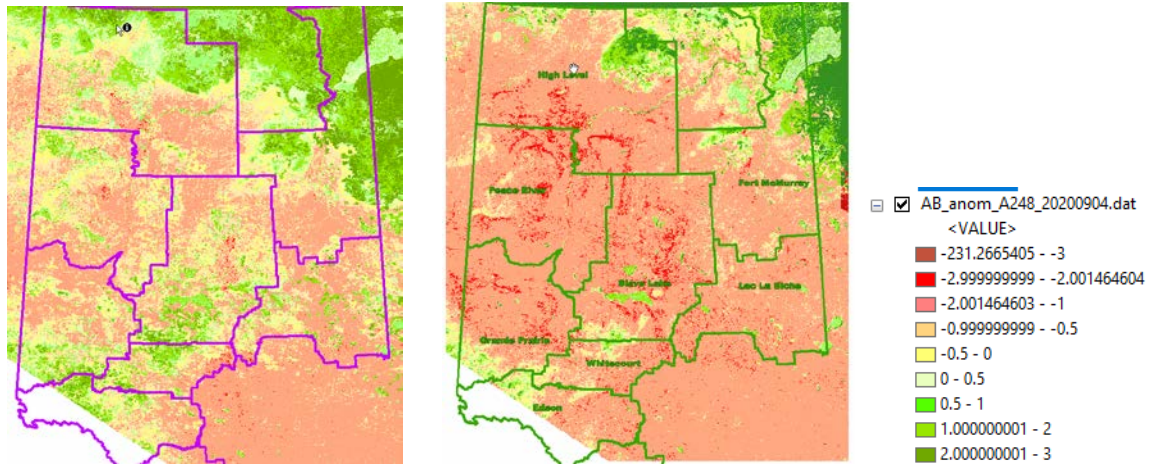 High Level
Peace River
Fort McMurray
Slave Lake
Lac La Biche
Grande Prairie
Whitecourt
Edson
AB_anom_A248_20200904.dat
<VALUE>
-231.2665405 - -3
-2.999999999 - -2.001464604
-2.001464603 - -1
-0.999999999 - -0.5
-0.5 - 0
0 - 0.5
0.5 - 1
1.000000001 - 2
2.000000001 - 3